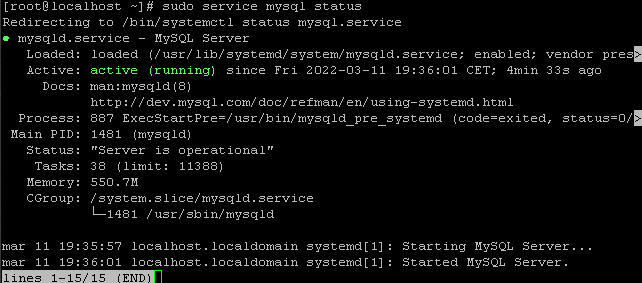 [root@localhost ~]# sudo service mysql status
Redirecting to /bin/systemctl status mysql.service
● mysqld.service - MySQL Server
   Loaded: loaded (/usr/lib/systemd/system/mysqld.service; enabled; vendor pres>
   Active: active (running) since Fri 2022-03-11 19:36:01 CET; 4min 33s ago
     Docs: man:mysqld(8)
           http://dev.mysql.com/doc/refman/en/using-systemd.html
  Process: 887 ExecStartPre=/usr/bin/mysqld_pre_systemd (code=exited, status=0/>
 Main PID: 1481 (mysqld)
   Status: "Server is operational"
    Tasks: 38 (limit: 11388)
   Memory: 550.7M
   CGroup: /system.slice/mysqld.service
           └─1481 /usr/sbin/mysqld
mar 11 19:35:57 localhost.localdomain systemd[1]: Starting MySQL Server...
mar 11 19:36:01 localhost.localdomain systemd[1]: Started MySQL Server.
lines 1-15/15 (END)